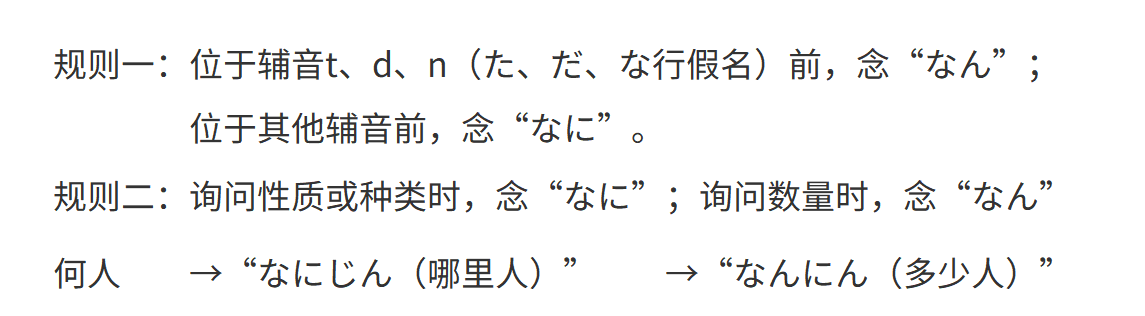 规则一：位于辅音t、d、n（た、だ、な行假名）前，念“なん”；
位于其他辅音前，念“なに”。
规则二：询问性质或种类时，念“なに”；询问数量时，念“なん”
何人 →“なにじん（哪里人）” →“なんにん（多少人）”